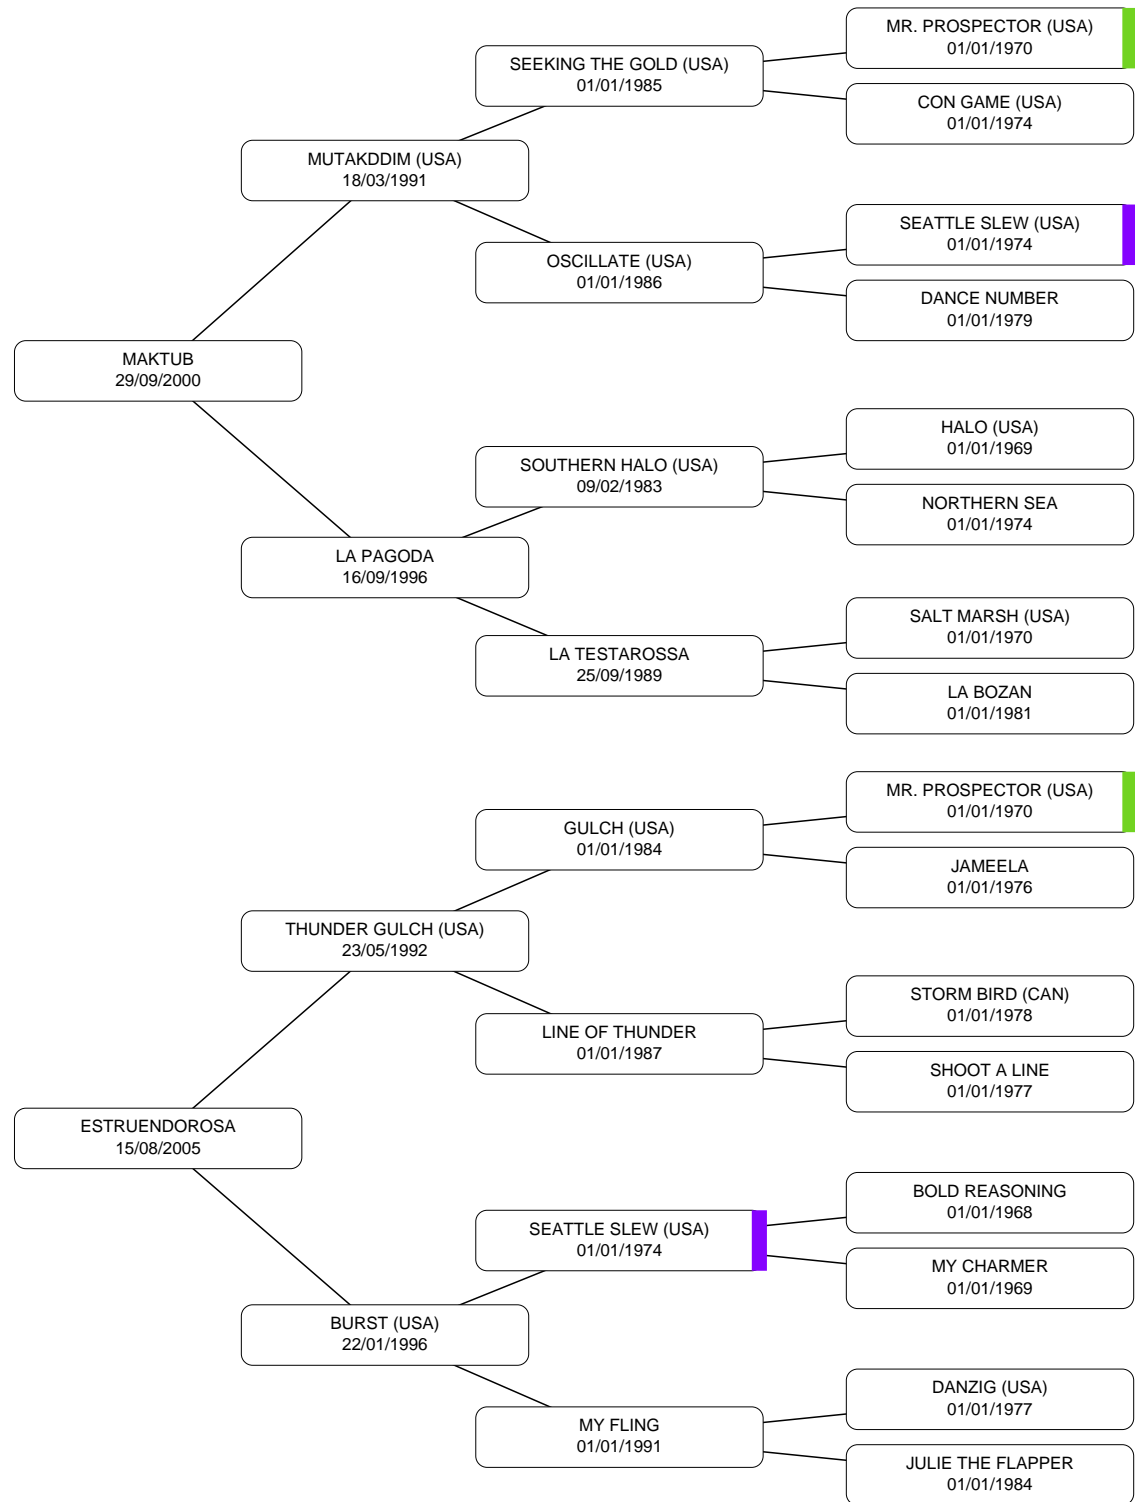 MR. PROSPECTOR (USA)
01/01/1970
SEEKING THE GOLD (USA)
01/01/1985
CON GAME (USA)
01/01/1974
MUTAKDDIM (USA)
18/03/1991
SEATTLE SLEW (USA)
01/01/1974
OSCILLATE (USA)
01/01/1986
DANCE NUMBER
01/01/1979
MAKTUB
29/09/2000
HALO (USA)
01/01/1969
SOUTHERN HALO (USA)
09/02/1983
NORTHERN SEA
01/01/1974
LA PAGODA
16/09/1996
SALT MARSH (USA)
01/01/1970
LA TESTAROSSA
25/09/1989
LA BOZAN
01/01/1981
MR. PROSPECTOR (USA)
01/01/1970
GULCH (USA)
01/01/1984
JAMEELA
01/01/1976
THUNDER GULCH (USA)
23/05/1992
STORM BIRD (CAN)
01/01/1978
LINE OF THUNDER
01/01/1987
SHOOT A LINE
01/01/1977
ESTRUENDOROSA
15/08/2005
BOLD REASONING
01/01/1968
SEATTLE SLEW (USA)
01/01/1974
MY CHARMER
01/01/1969
BURST (USA)
22/01/1996
DANZIG (USA)
01/01/1977
MY FLING
01/01/1991
JULIE THE FLAPPER
01/01/1984